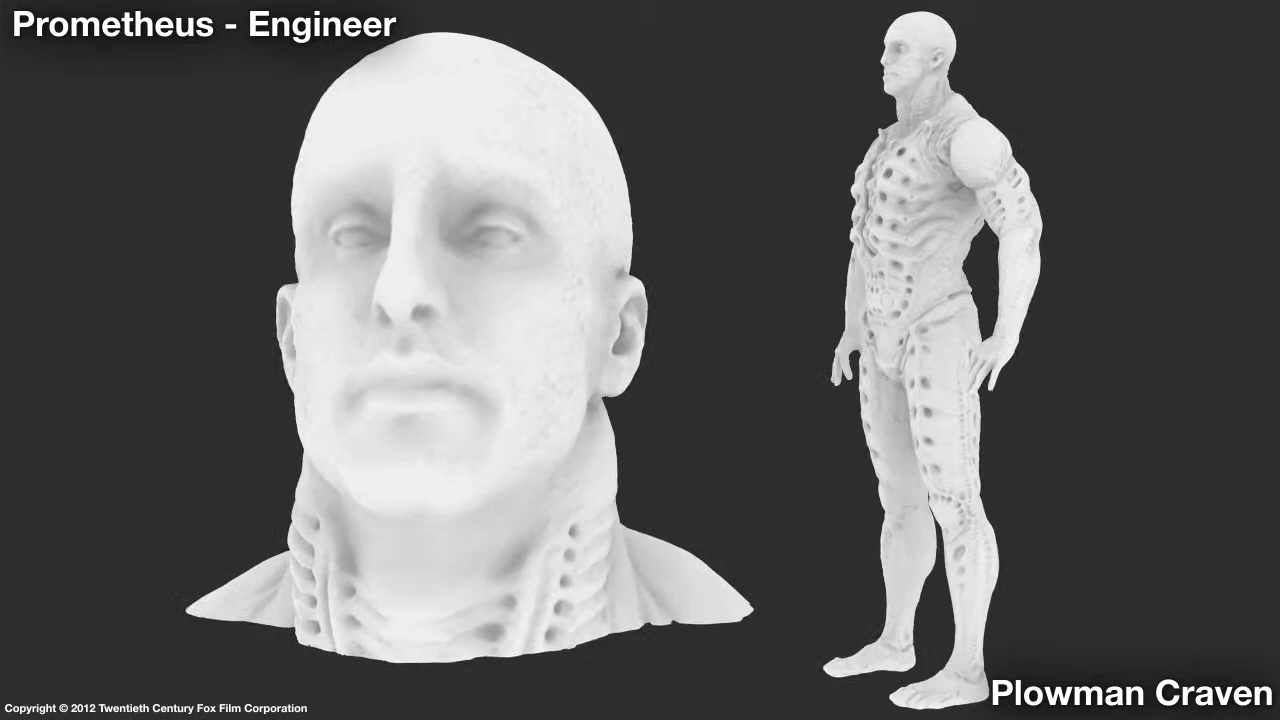 Prometheus - Engineer
Plowman Craven
Copyright © 2012 Twentieth Century Fox Film Corporation